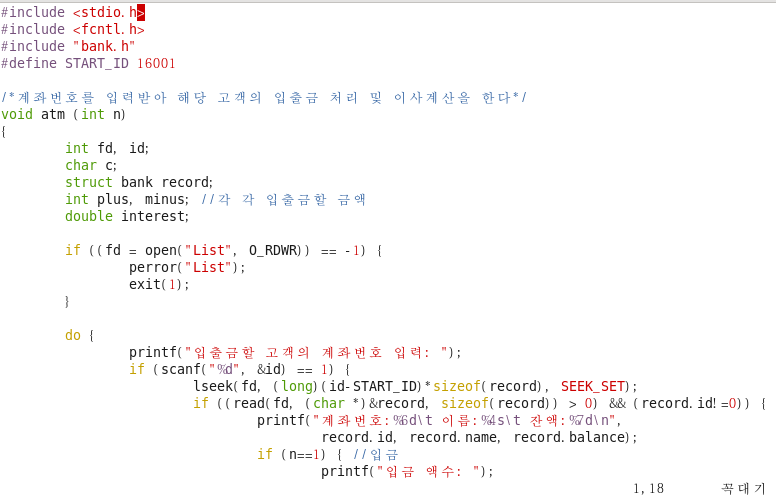 #include <stdio.h>
#include <fcntl.h>
#include "bank.h"
#define START_ID 16001
/*계좌번호를 입력받아 해당 고객의 입출금 처리 및 이사계산을 한다*/
void atm (int n)
{
int fd, id;
char c;
struct bank record;
int plus, minus; //각 각 입출금할 금액
double interest;
if ((fd = open("List", O_RDWR)) == -1) {
perror("List");
exit(1);
}
do {
printf("입출금할 고객의 계좌번호 입력: ");
if (scanf("%d", &id) == 1) {
lseek(fd, (long)(id-START_ID)*sizeof(record), SEEK_SET);
if ((read(fd, (char *)&record, sizeof(record)) > 0) && (record.id!=0)) {
printf("계좌번호:%6d\t 이름:%4s\t 잔액:%7d\n",
record.id, record.name, record.balance);
if (n==1) { //입금
printf("입금 액수: ");
1,18 꼭대기